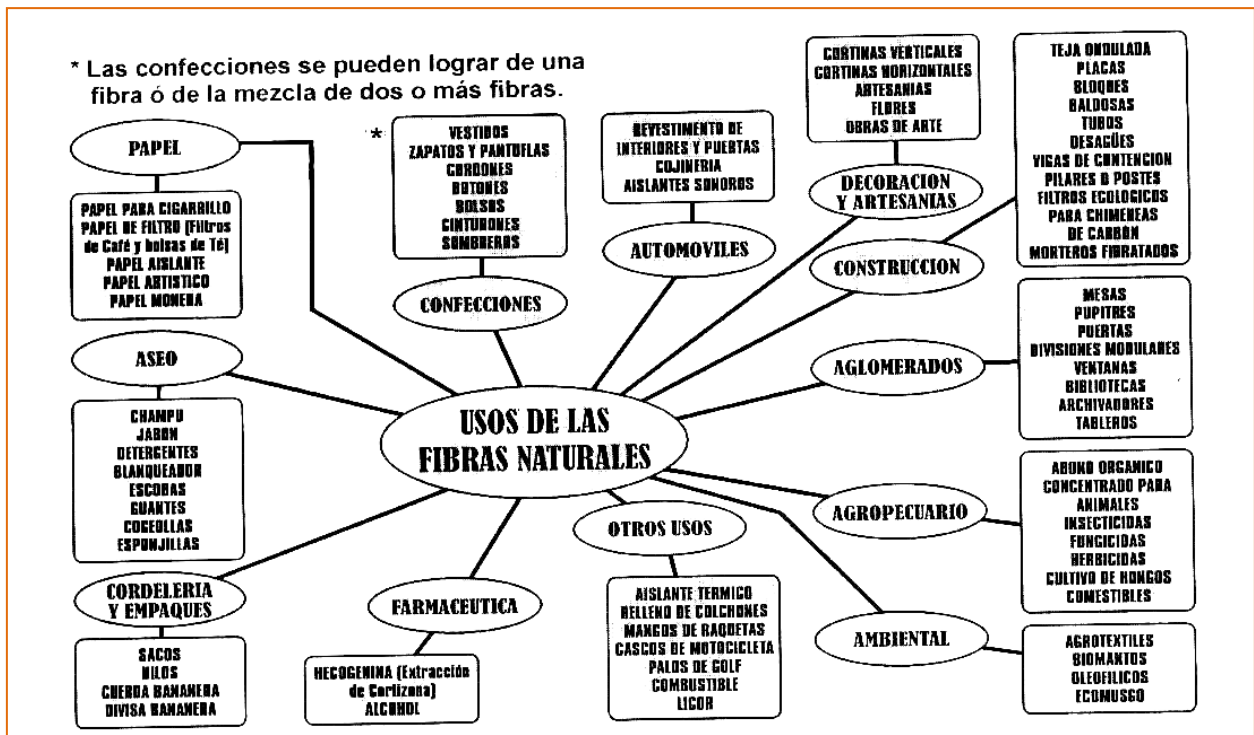 * Las confecciones se pueden lograr de una
fibra ó de la mezcla de dos o más fibras.
PAPEL
PAPEL PARA CIGARRILLO
PAPEL DE FILTRO (Filtros
de Café y bolsas de Té)
PAPEL AISLANTE
PAPEL ARTISTICO
PAPEL MONEDA
*
VESTIDOS
ZAPATOS Y PANTUFLAS
CORDONES
BOTONES
BOLSOS
CINTURONES
SOMBREROS
CONFECCIONES
REVESTIMENTO DE
INTERIORES Y PUERTAS
COJINERIA
AISLANTES SONOROS
AUTOMOVILES
CORTINAS VERTICALES
CORTINAS HORIZONTALES
ARTESANIAS
FLORES
OBRAS DE ARTE
DECORACION
Y ARTESANIAS
TEJA ONDULADA
PLACAS
BLOQUES
BALDOSAS
TUBOS
DESAGÜES
VIGAS DE CONTENCION
PILARES O POSTES
FILTROS ECOLOGICOS
PARA CHIMENEAS
DE CARBÓN
MORTEROS FIBRATADOS
CONSTRUCCION
ASEO
CHAMPU
JABON
DETERGENTES
BLANQUEADOR
ESCOBAS
GUANTES
COGEOLLAS
ESPONJILLAS
USOS DE LAS
FIBRAS NATURALES
AGLOMERADOS
MESAS
PUPITRES
PUERTAS
DIVISIONES MODULARES
VENTANAS
BIBLIOTECAS
ARCHIVADORES
TABLEROS
AGROPECUARIO
ABONO ORGANICO
CONCENTRADO PARA
ANIMALES
INSECTICIDAS
FUNGICIDAS
HERBICIDAS
CULTIVO DE HONGOS
COMESTIBLES
CORDELERIA
Y EMPAQUES
SACOS
HILOS
CUERDA BANANERA
DIVISA BANANERA
FARMACEUTICA
HECOGENINA (Extracción
de Cortizona)
ALCOHOL
OTROS USOS
AISLANTE TERMICO
RELLENO DE COLCHONES
MANGOS DE RAQUETAS
CASCOS DE MOTOCICLETA
PALOS DE GOLF
COMBUSTIBLE
LICOR
AMBIENTAL
AGROTEXTILES
BIOMANTOS
OLEOFILICOS
ECOMUSGO